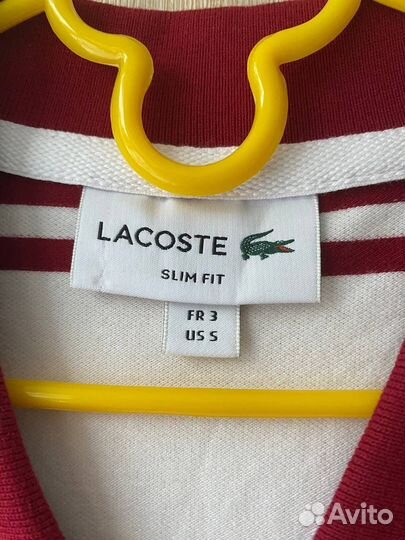 LACOSTE
SLIM FIT
FR 3
US S
Avito